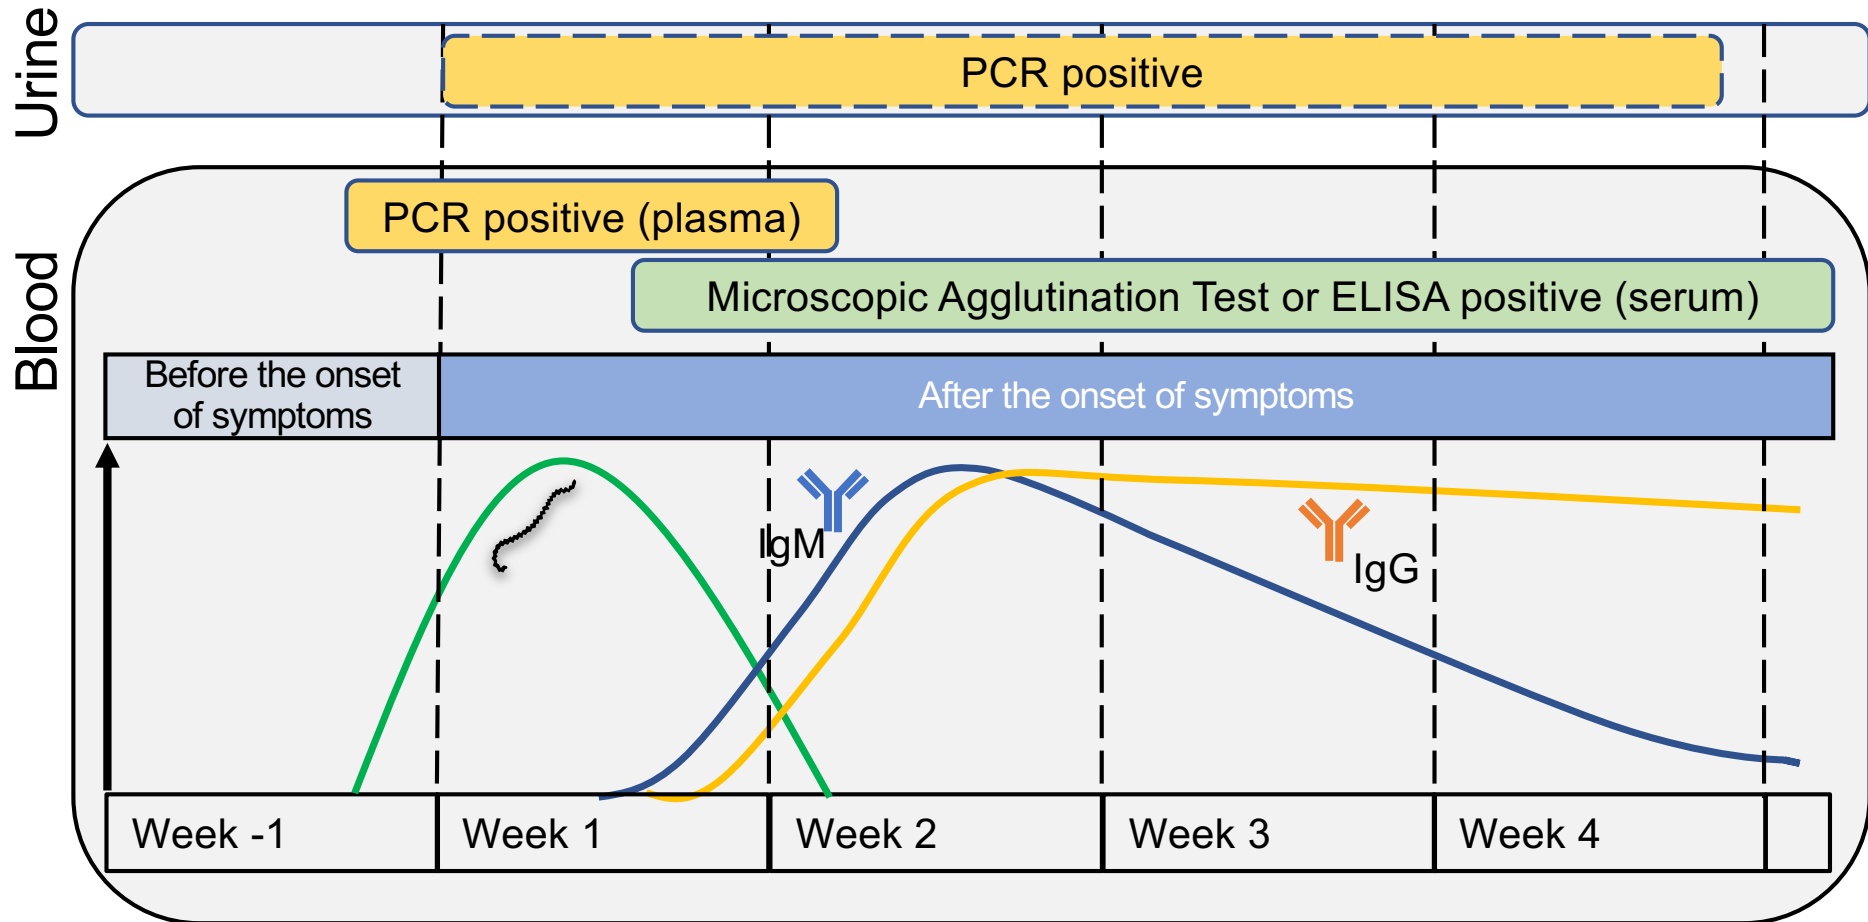 Urine
PCR positive
Blood
PCR positive (plasma)
Microscopic Agglutination Test or ELISA positive (serum)
Before the onset
of symptoms
After the onset of symptoms
IgM
IgG
Week -1
Week 1
Week 2
Week 3
Week 4